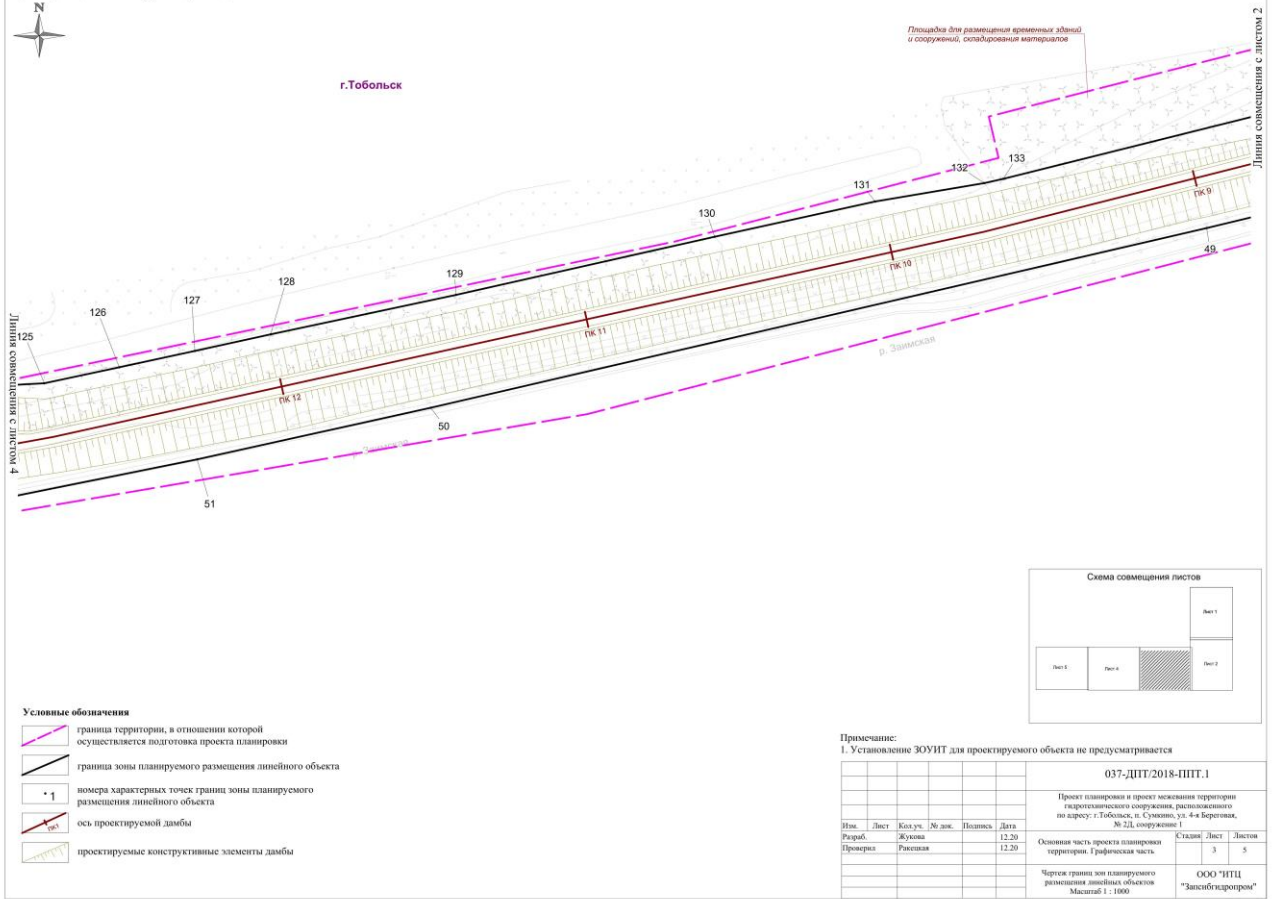 N
Площадка для размещения временных зданий
и сооружений, складирования материалов
Линия совмещения с листом 2
г.Тобольск
133
132
131
130
129
128
127
126
125
Линия совмещения с листом 4
ПК 9
ПК 10
ПК 11
ПК 12
49
р. Заимская
50
р. Заимская
51
Схема совмещения листов
Лист 1
Лист 5
Лист 4
Лист 2
Условные обозначения
граница территории, в отношении которой
осуществляется подготовка проекта планировки
граница зоны планируемого размещения линейного объекта
1
номера характерных точек границ зоны планируемого
размещения линейного объекта
ПК1
ось проектируемой дамбы
проектируемые конструктивные элементы дамбы
Примечание:
1. Установление ЗОУИТ для проектируемого объекта не предусматривается
037-ДПТ/2018-ППТ.1
Проект планировки и проект межевания территории
гидротехнического сооружения, расположенного
по адресу: г.Тобольск, п. Сумкино, ул. 4-я Береговая,
№ 2Д, сооружение 1
Изм. Лист Кол.уч. № док. Подпись Дата
Разраб. Жукова 12.20
Проверил Ракецкая 12.20
Основная часть проекта планировки
территории. Графическая часть
Стадия Лист Листов
3 5
Чертеж границ зон планируемого
размещения линейных объектов
Масштаб 1 : 1000
ООО "ИТЦ
"Запсибгидропром"